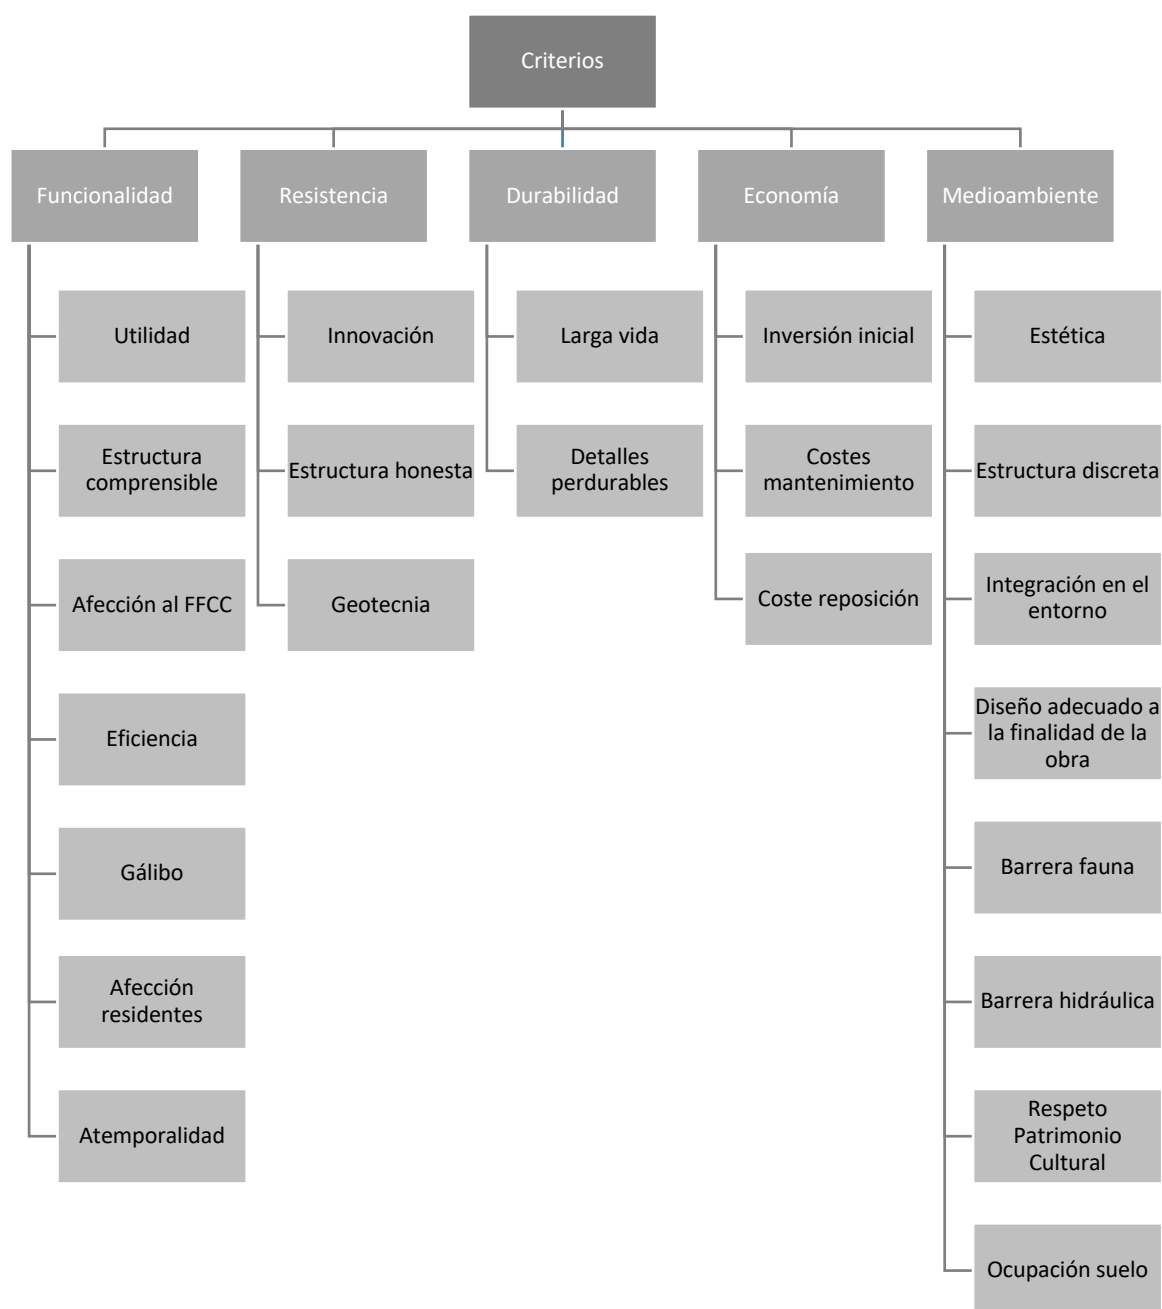 Criterios
Funcionalidad
Resistencia
Durabilidad
Economía
Medioambiente
Utilidad
Estructura
comprensible
Afección al FFCC
Eficiencia
Gálibo
Afección
residentes
Atemporalidad
Innovación
Estructura honesta
Geotecnia
Larga vida
Detalles
perdurables
Inversión inicial
Costes
mantenimiento
Coste reposición
Estética
Estructura discreta
Integración en el
entorno
Diseño adecuado a
la finalidad de la
obra
Barrera fauna
Barrera hidráulica
Respeto
Patrimonio
Cultural
Ocupación suelo